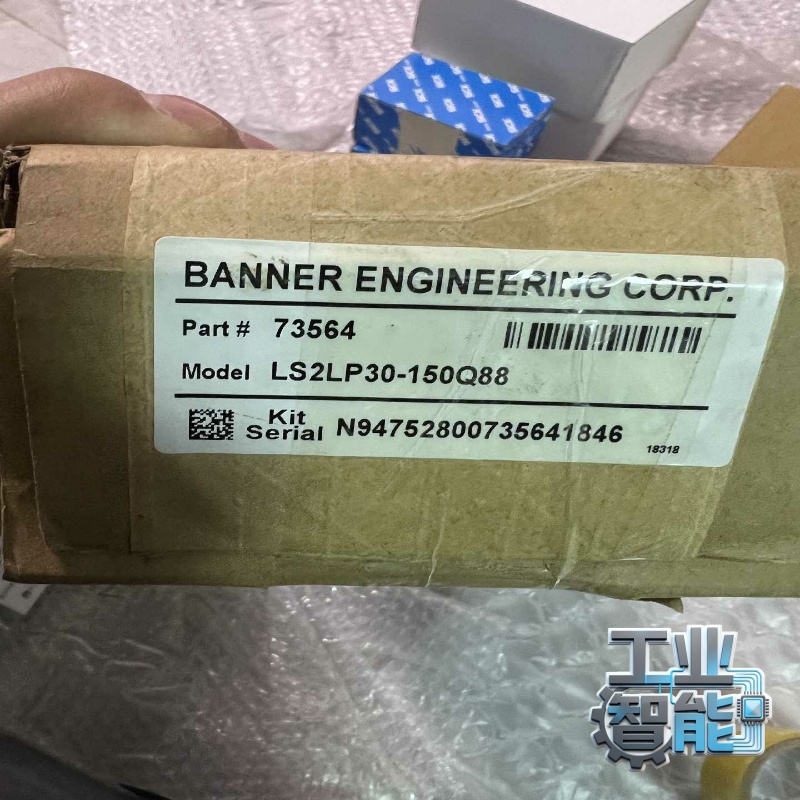 BANNER ENGINEERING CORP.
Part # 73564
Model LS2LP30-150Q88
Kit
Serial N94752800735641846
18318
工业
智能